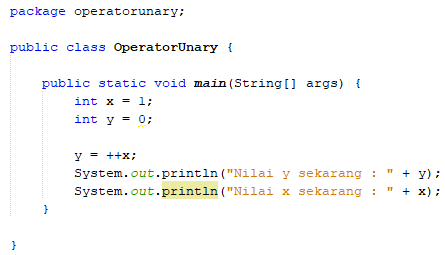 package operatorunary;
public class OperatorUnary {
public static void main(String[] args) {
int x = 1;
int y = 0;
y = ++x;
System.out.println("Nilai y sekarang : " + y);
System.out.println("Nilai x sekarang : " + x);
}
}